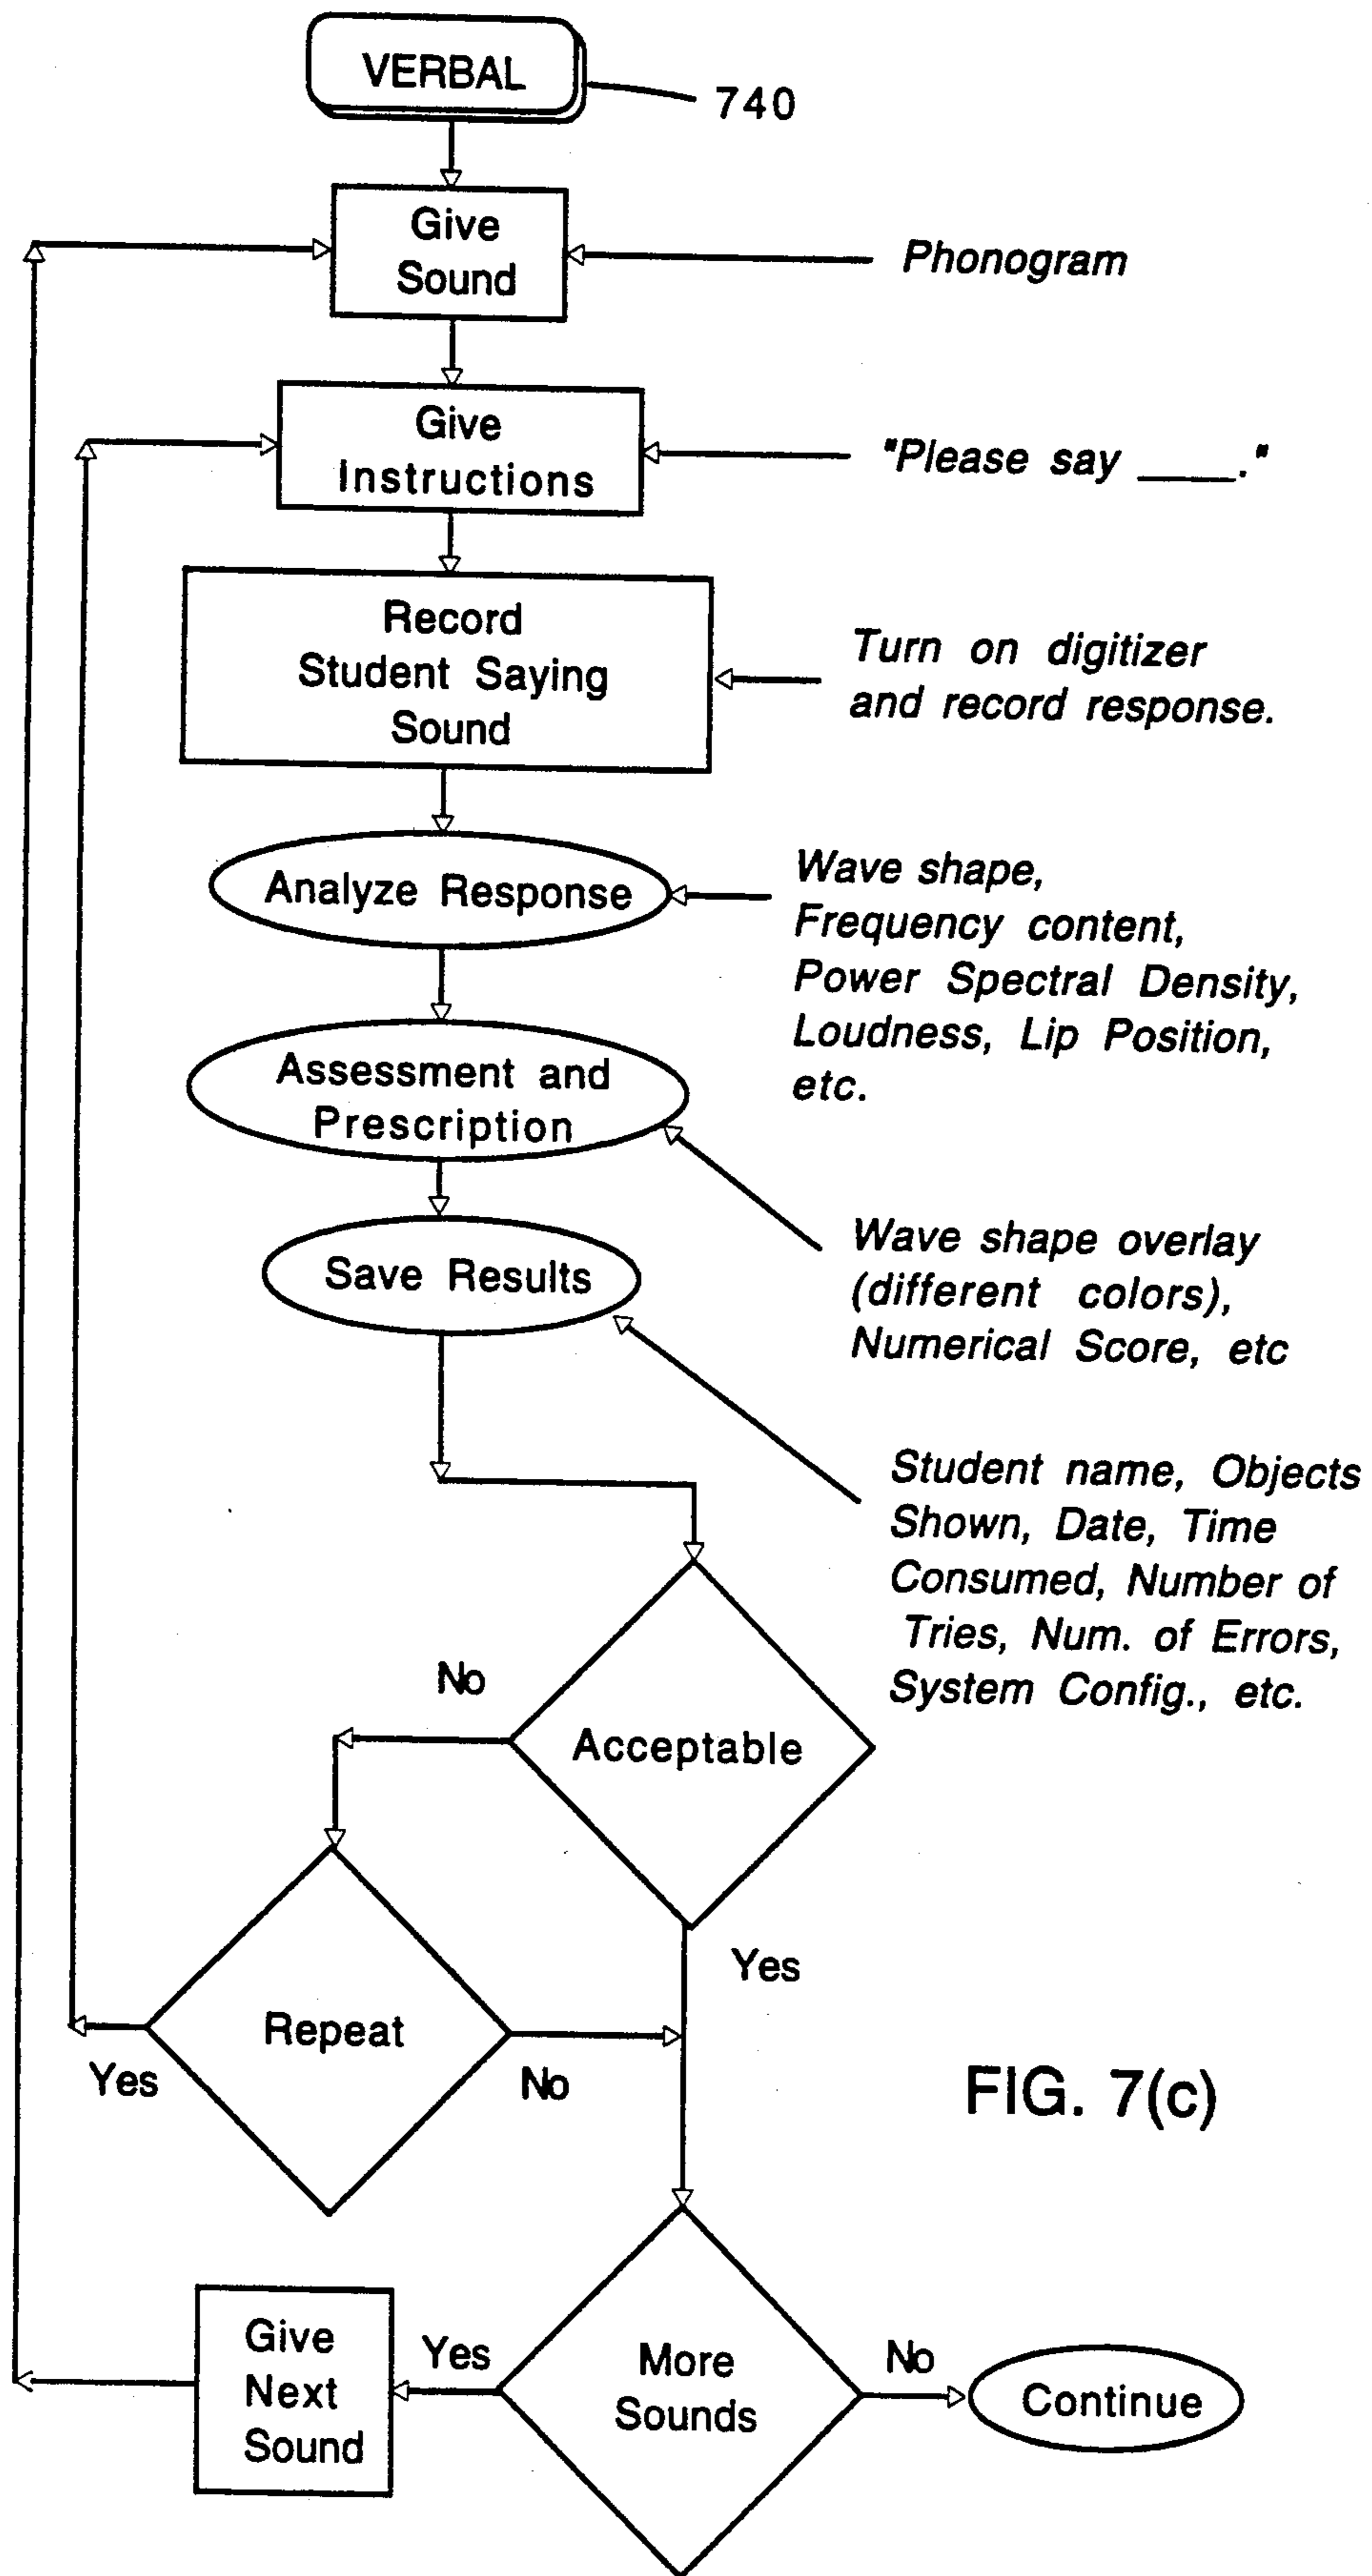 VERBAL
740
Give
Sound
Phonogram
Give
Instructions
"Please say ____."
Record
Student Saying
Sound
Turn on digitizer
and record response.
Analyze Response
Wave shape,
Frequency content,
Power Spectral Density,
Loudness, Lip Position,
etc.
Assessment and
Prescription
Wave shape overlay
(different colors),
Numerical Score, etc
Save Results
Student name, Objects
Shown, Date, Time
Consumed, Number of
Tries, Num. of Errors,
System Config., etc.
No
Acceptable
Yes
Repeat
Yes
No
FIG. 7(c)
Give
Next
Sound
Yes
More
Sounds
No
Continue